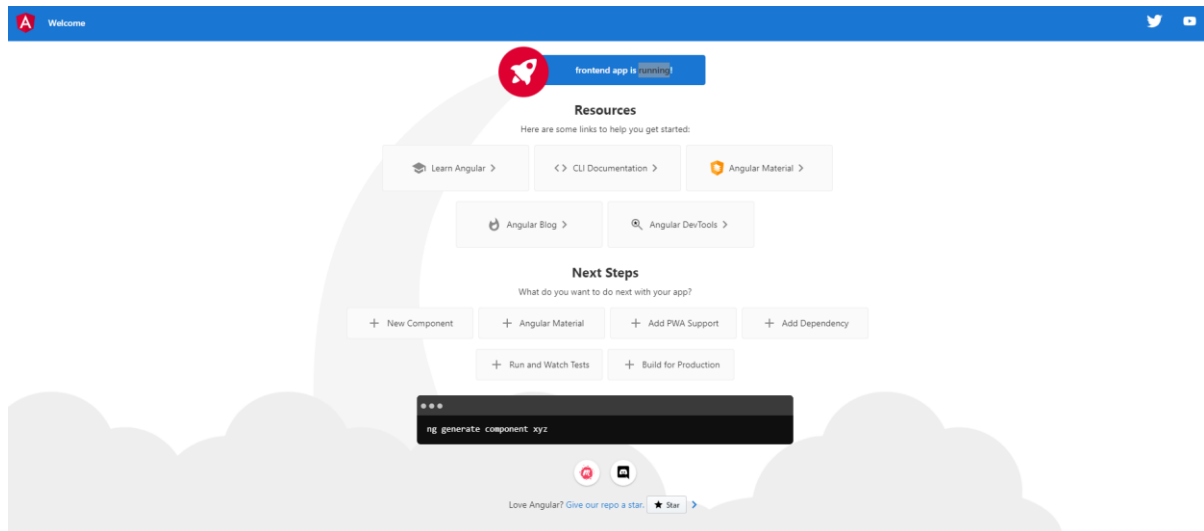 Welcome
frontend app is running!
Resources
Here are some links to help you get started:
Learn Angular
CLI Documentation
Angular Material
Angular Blog
Angular DevTools
Next Steps
What do you want to do next with your app?
New Component
Angular Material
Add PWA Support
Add Dependency
Run and Watch Tests
Build for Production
ng generate component xyz
Love Angular? Give our repo a star. Star